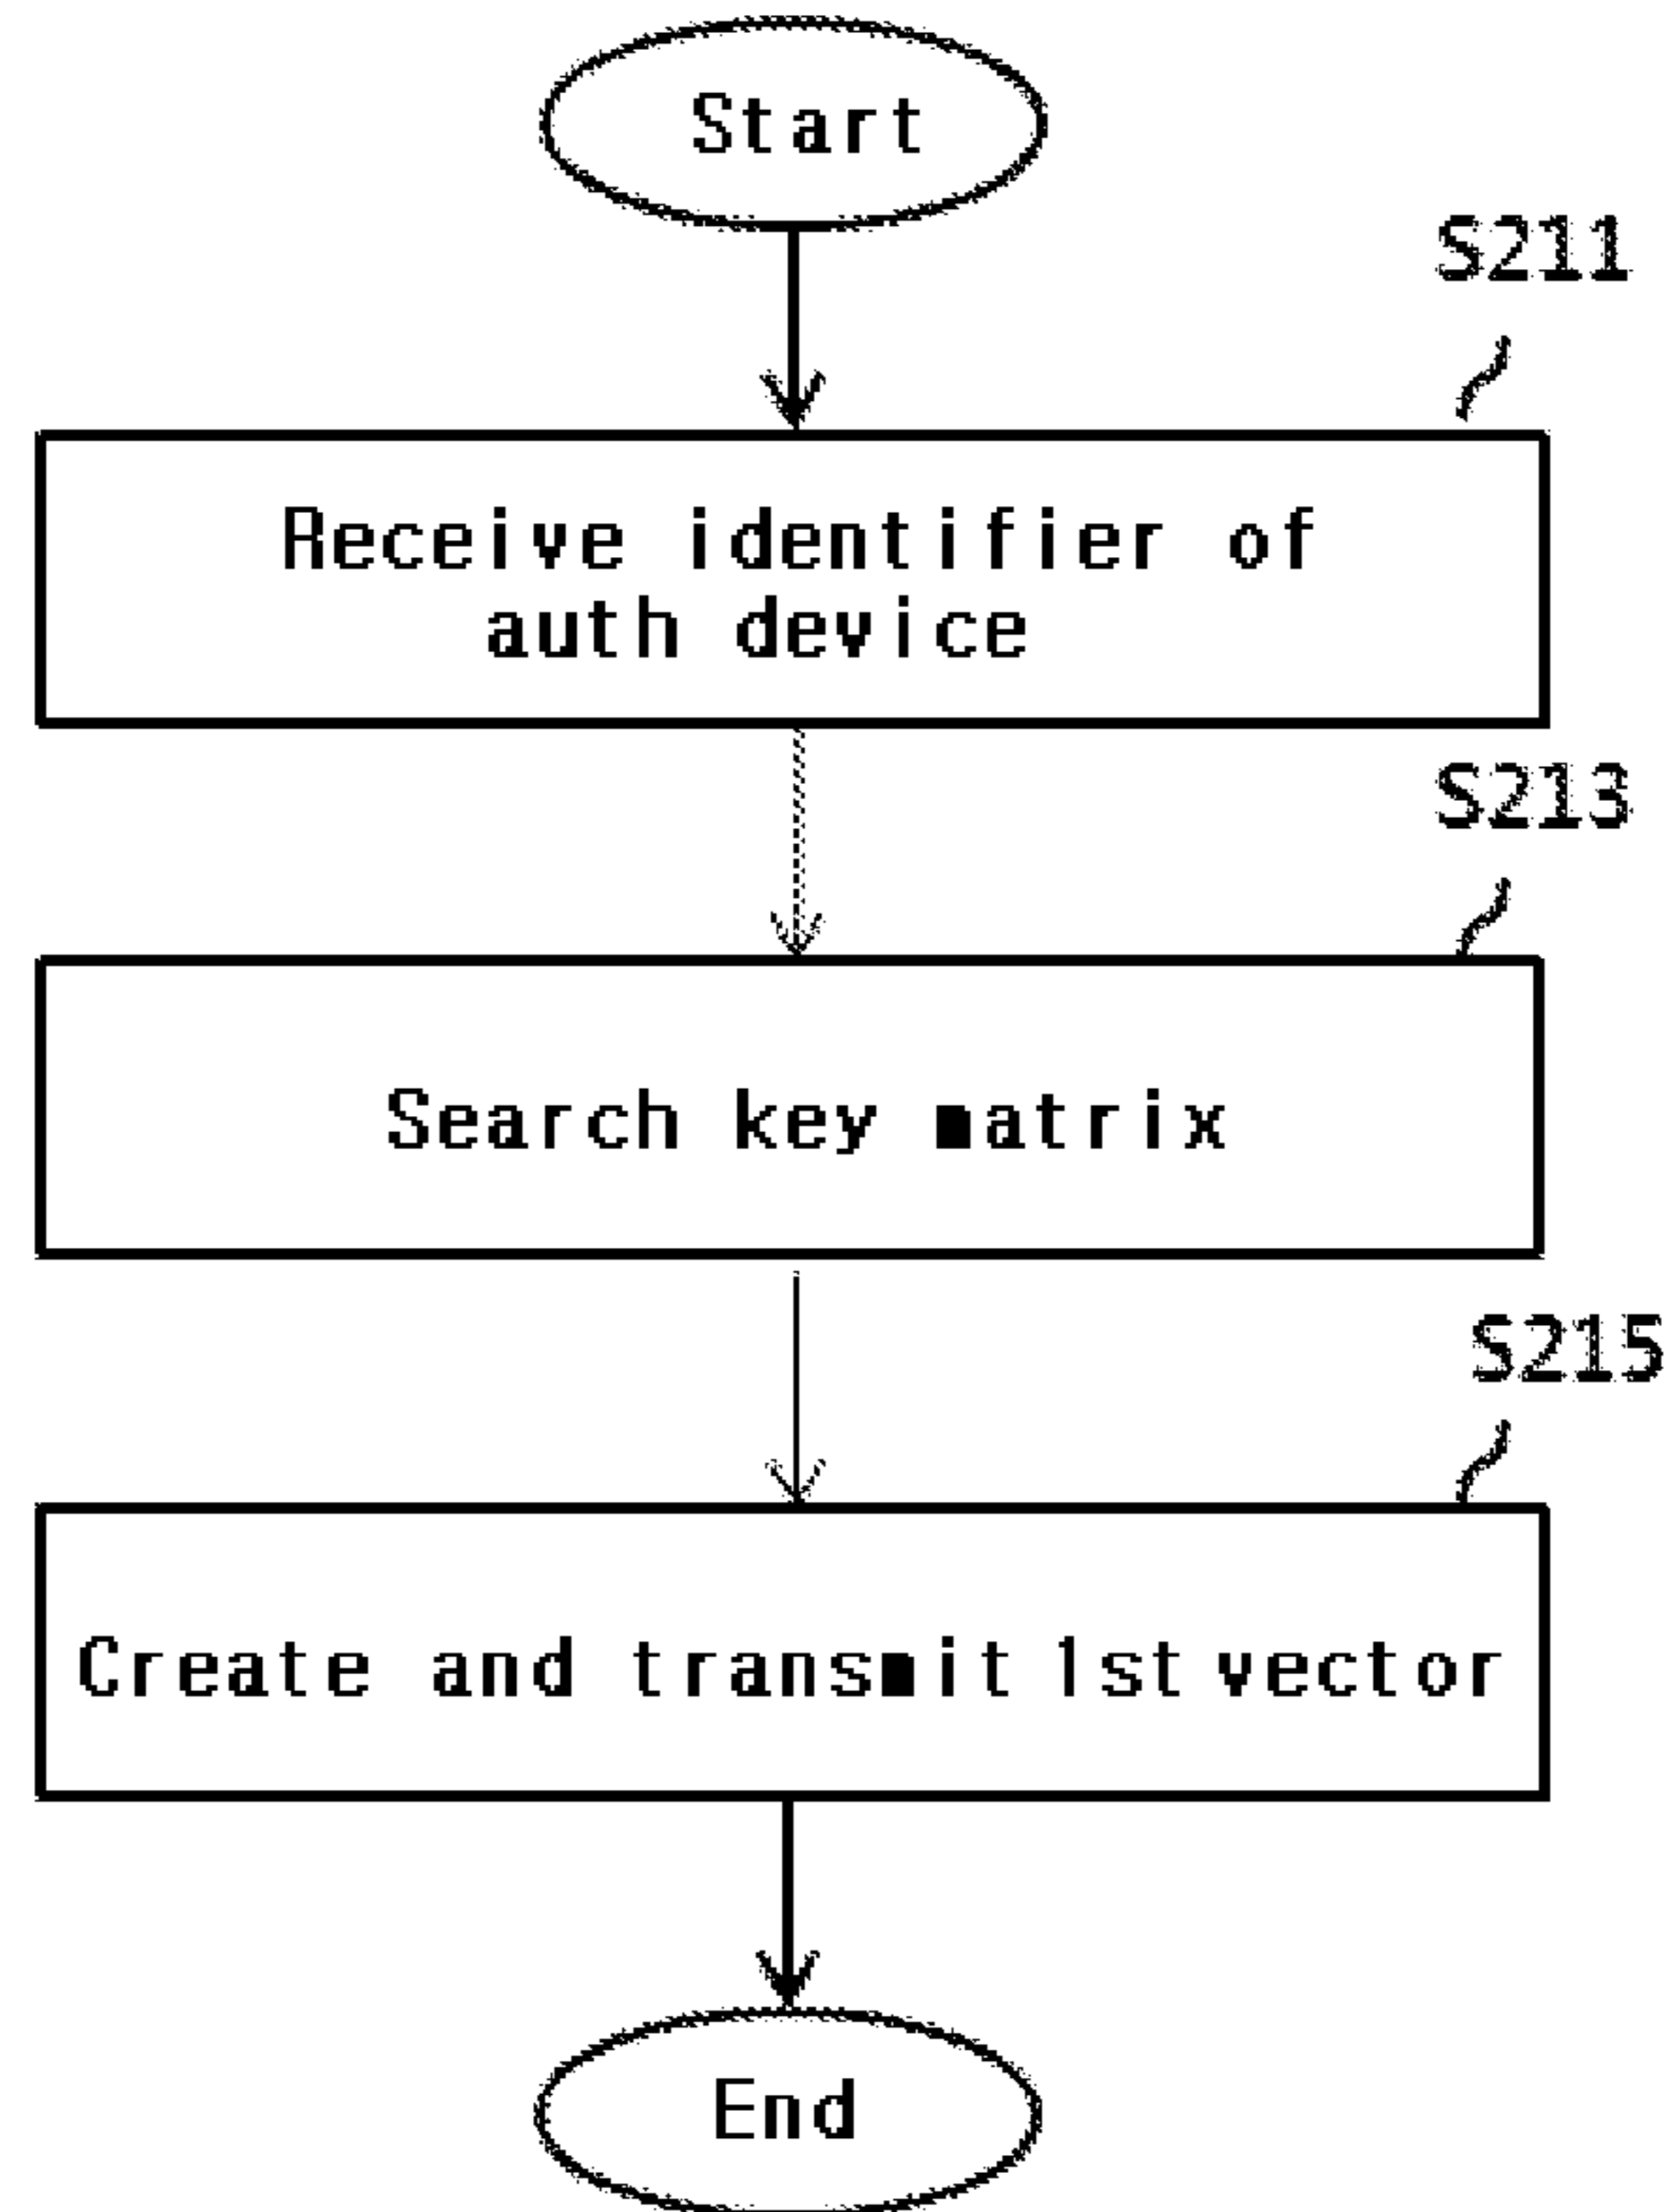 Start
S211
Receive identifier of
auth device
S213
Search key matrix
S215
Create and transmit 1st vector
End